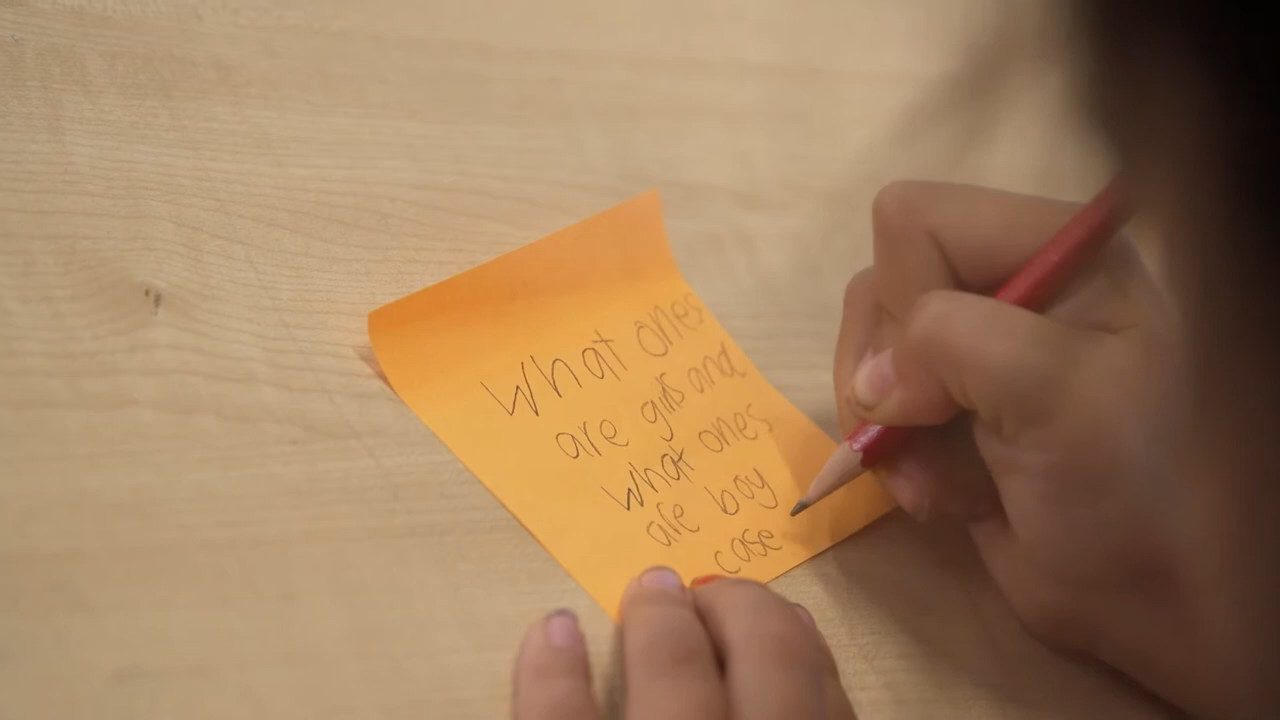 What ones
are girls and
what ones
are boy
case